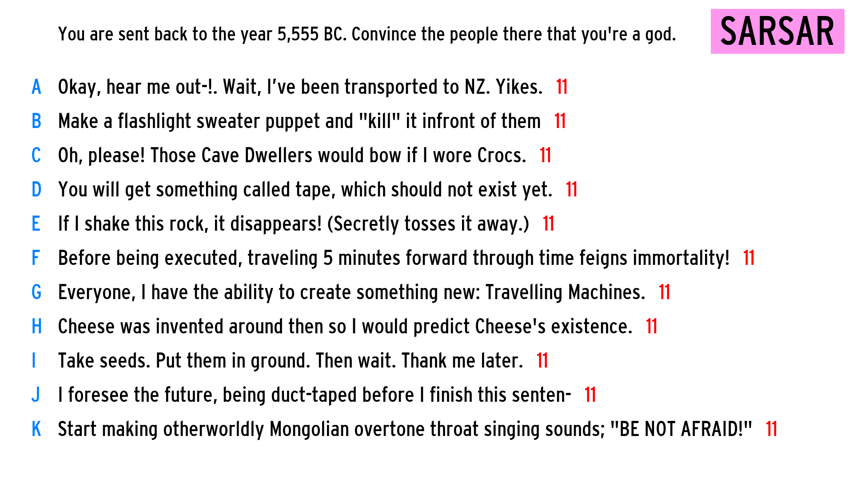 You are sent back to the year 5,555 BC. Convince the people there that you're a god.
SARSAR
A Okay, hear me out-!. Wait, I've been transported to NZ. Yikes. 11
B Make a flashlight sweater puppet and "kill" it infront of them 11
C Oh, please! Those Cave Dwellers would bow if I wore Crocs. 11
D You will get something called tape, which should not exist yet. 11
E If I shake this rock, it disappears! (Secretly tosses it away.) 11
F Before being executed, traveling 5 minutes forward through time feigns immortality! 11
G Everyone, I have the ability to create something new: Travelling Machines. 11
H Cheese was invented around then so I would predict Cheese's existence. 11
I Take seeds. Put them in ground. Then wait. Thank me later. 11
J I foresee the future, being duct-taped before I finish this senten- 11
K Start making otherworldly Mongolian overtone throat singing sounds; "BE NOT AFRAID!" 11